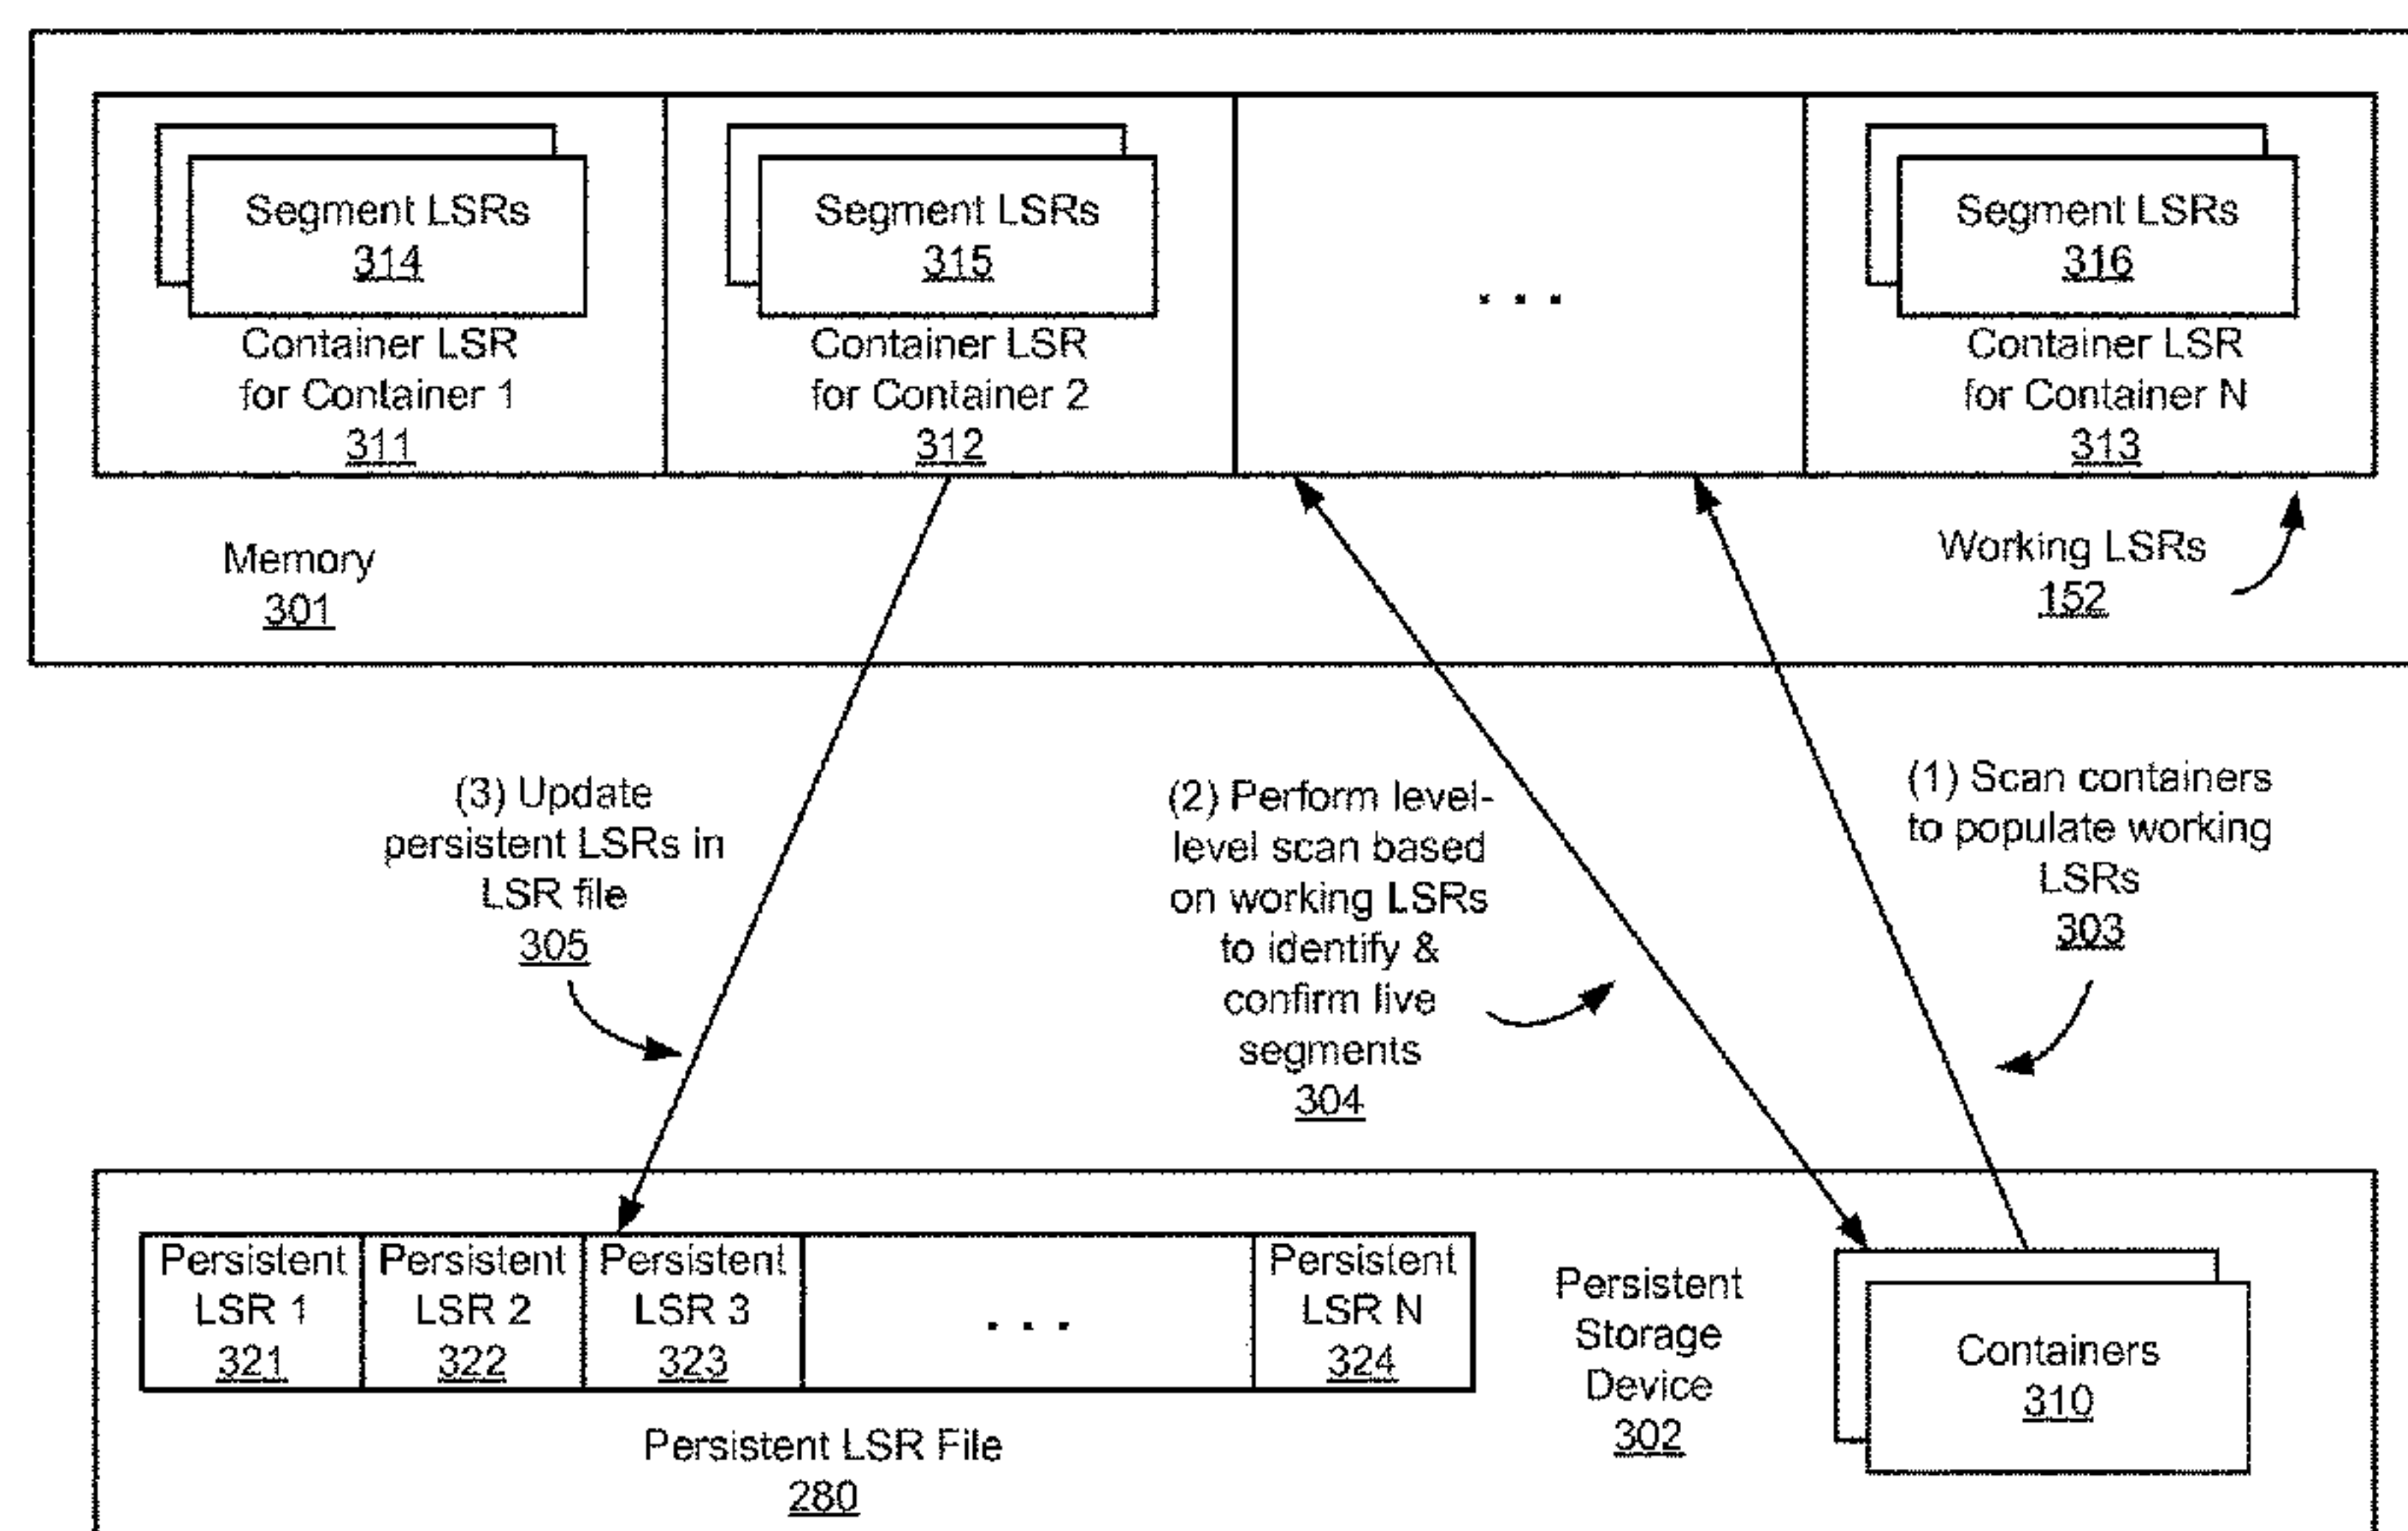 Segment LSRs
314
Container LSR
for Container 1
311
Segment LSRs
315
Container LSR
for Container 2
312
. . .
Segment LSRs
316
Container LSR
for Container N
313
Memory
301
Working LSRs
152
(3) Update
persistent LSRs in
LSR file
305
(2) Perform level-
level scan based
on working LSRs
to identify &
confirm live
segments
304
(1) Scan containers
to populate working
LSRs
303
Persistent
LSR 1
321
Persistent
LSR 2
322
Persistent
LSR 3
323
. . .
Persistent
LSR N
324
Persistent LSR File
280
Persistent
Storage
Device
302
Containers
310